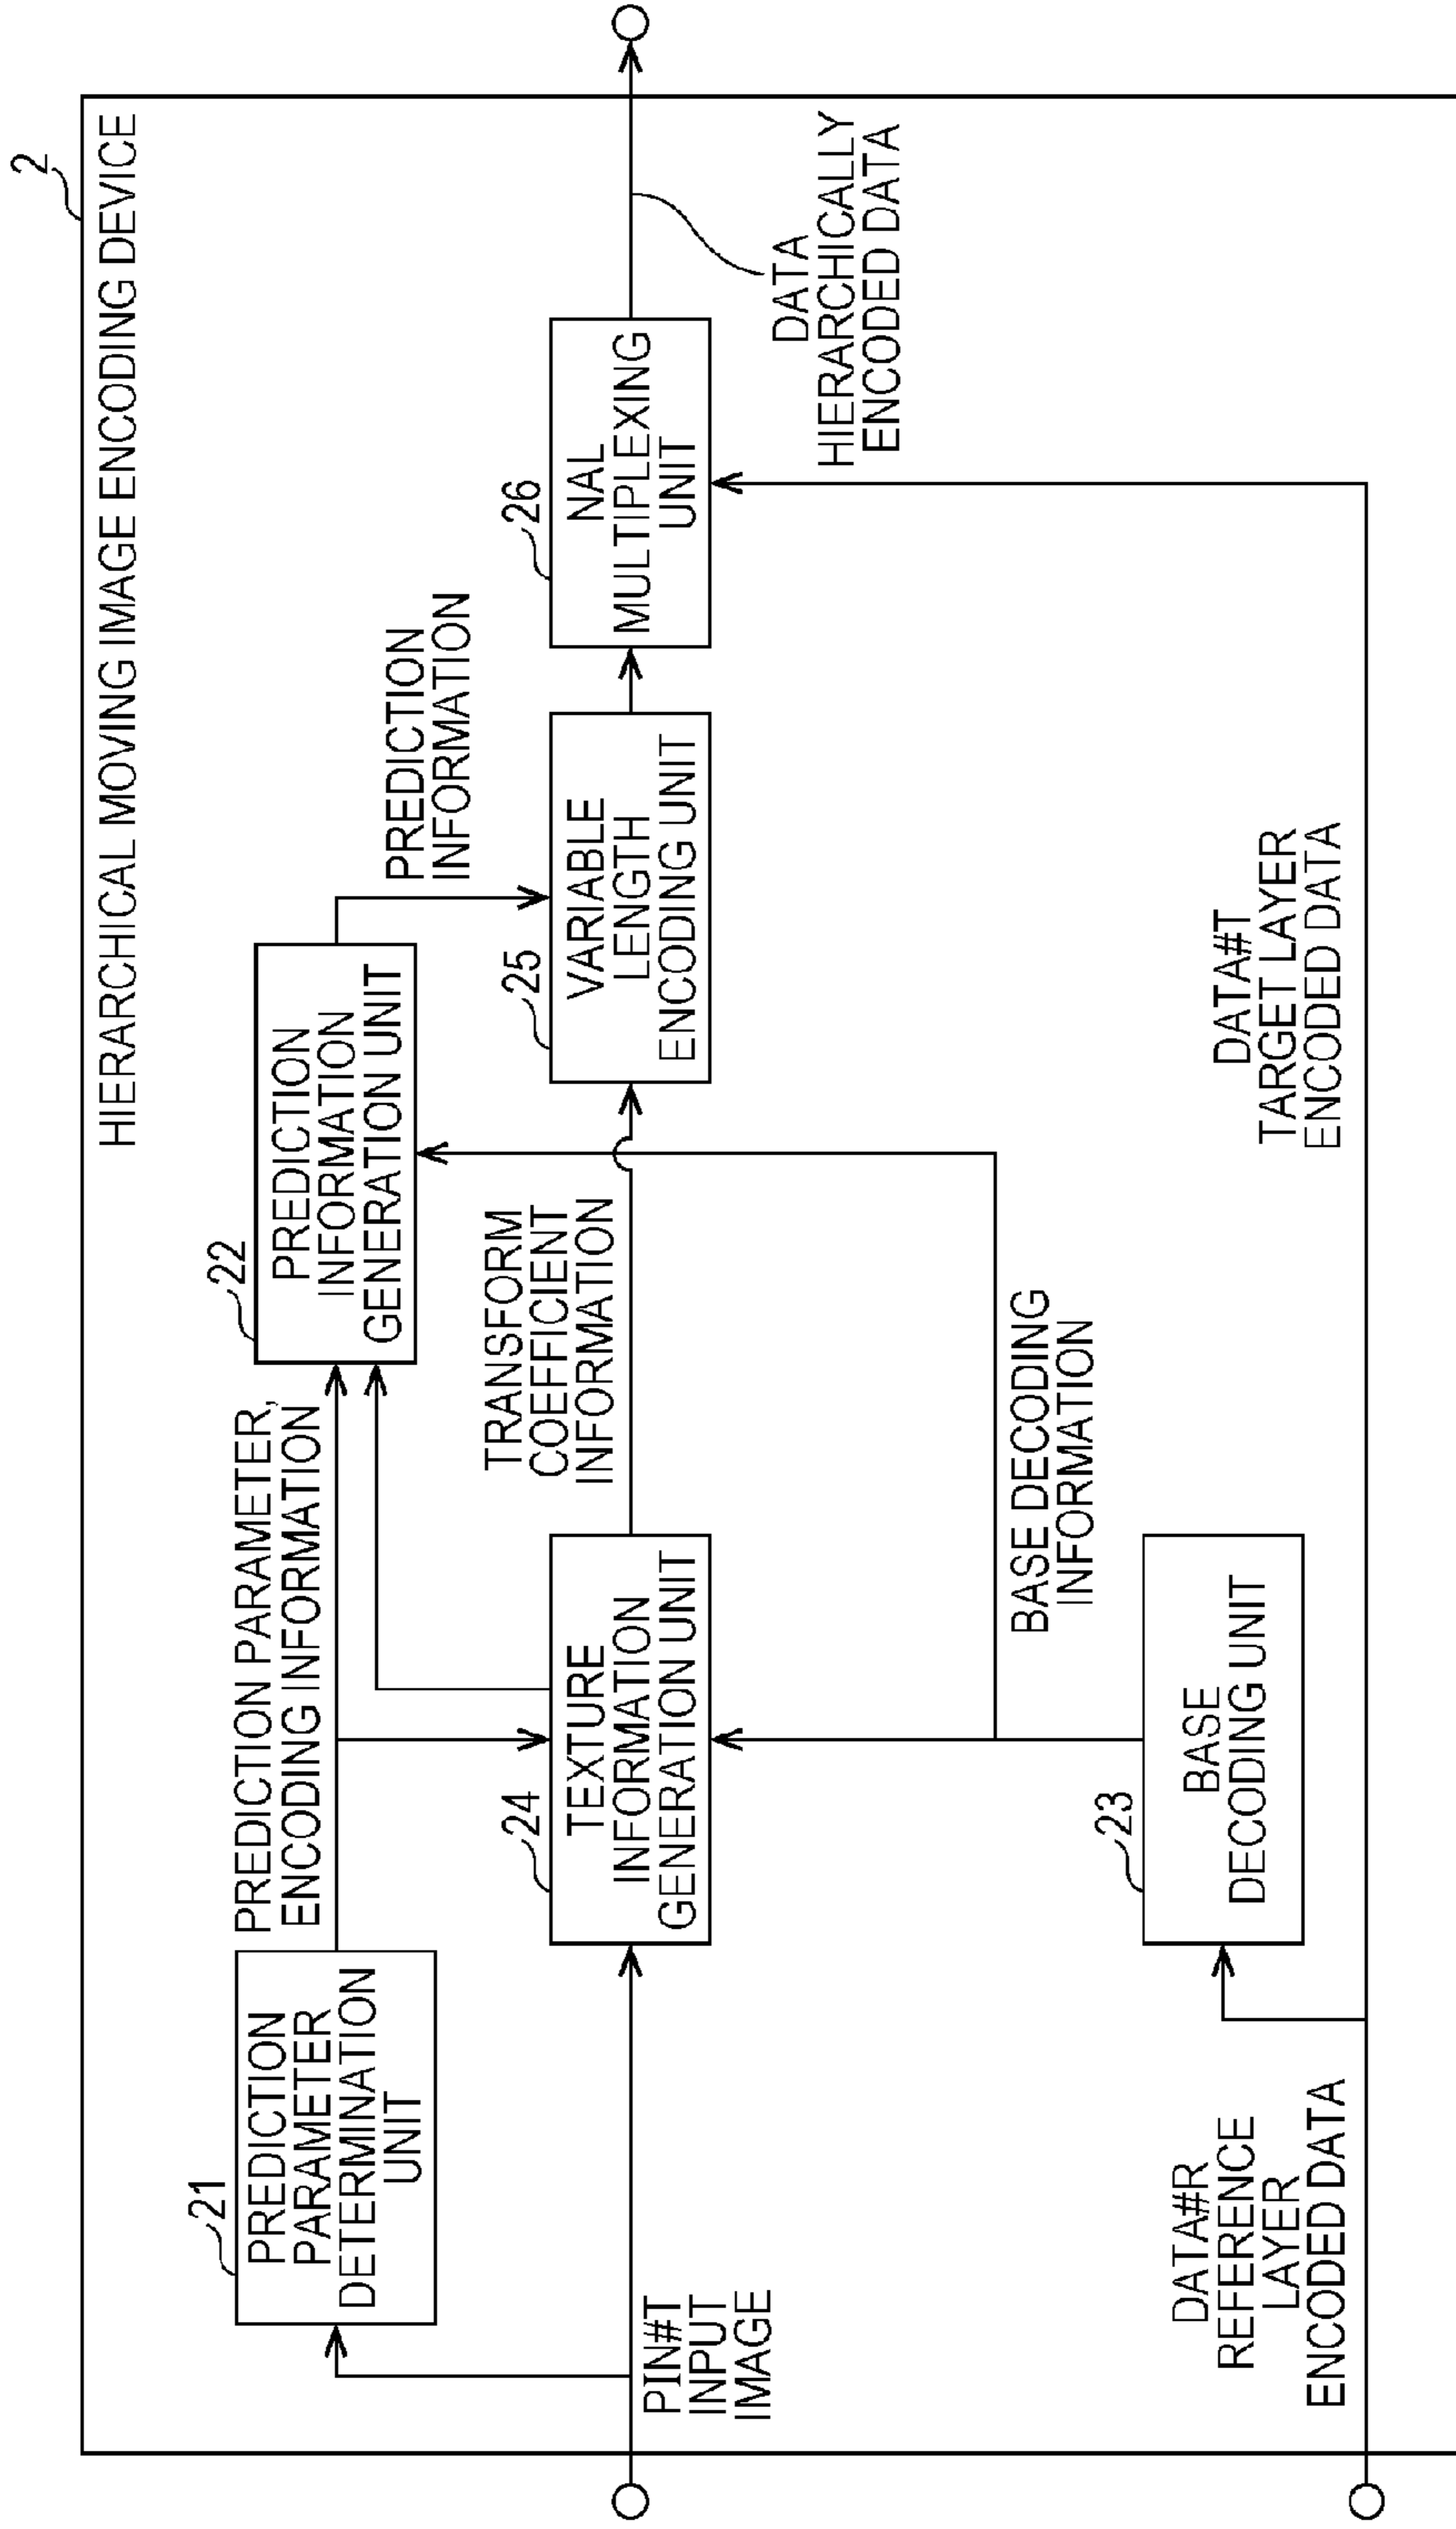 2
HIERARCHICAL MOVING IMAGE ENCODING DEVICE
21
PREDICTION
PARAMETER
DETERMINATION
UNIT
PREDICTION PARAMETER,
ENCODING INFORMATION
22
PREDICTION
INFORMATION
GENERATION UNIT
PREDICTION
INFORMATION
PIN#T
INPUT
IMAGE
24
TEXTURE
INFORMATION
GENERATION UNIT
TRANSFORM
COEFFICIENT
INFORMATION
25
VARIABLE
LENGTH
ENCODING UNIT
26
NAL
MULTIPLEXING
UNIT
DATA
HIERARCHICALLY
ENCODED DATA
BASE DECODING
INFORMATION
23
BASE
DECODING UNIT
DATA#R
REFERENCE
LAYER
ENCODED DATA
DATA#T
TARGET LAYER
ENCODED DATA